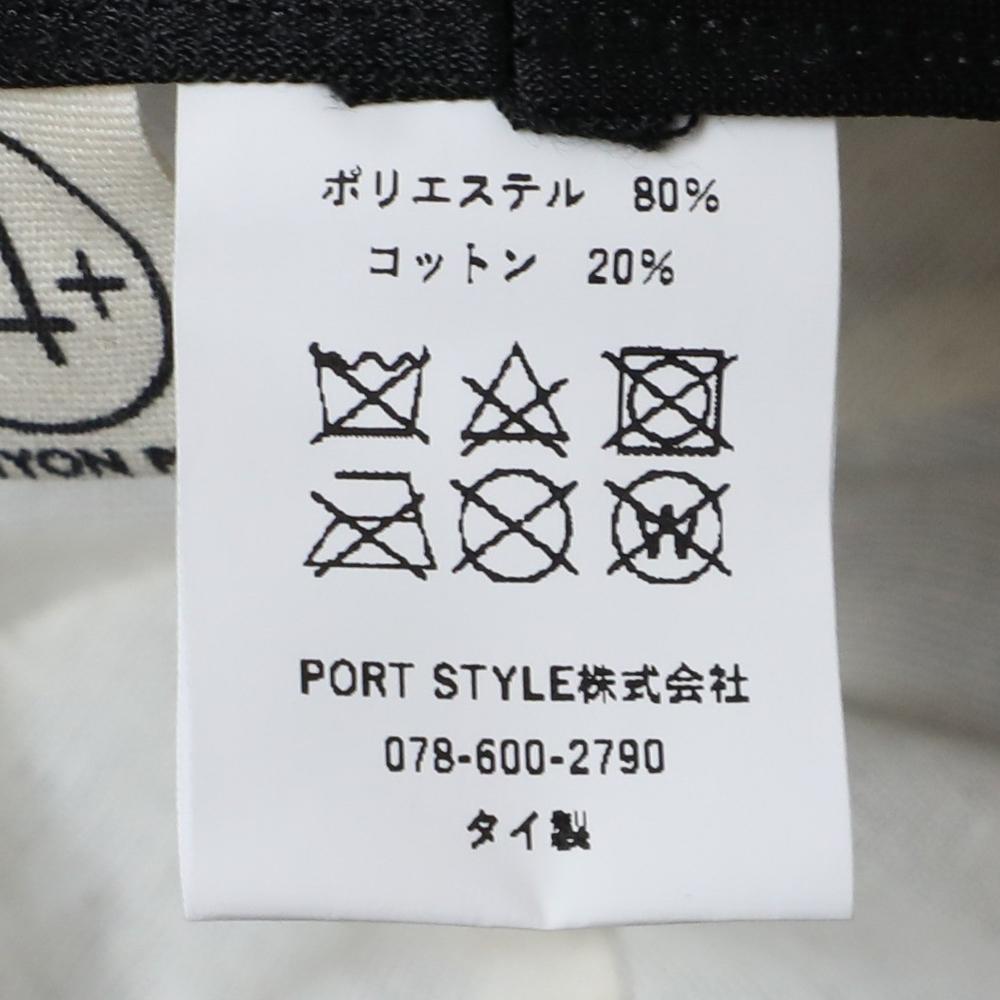 ポリエステル 80%
コットン 20%
A+
W
PORT STYLE株式会社
078-600-2790
タイ製